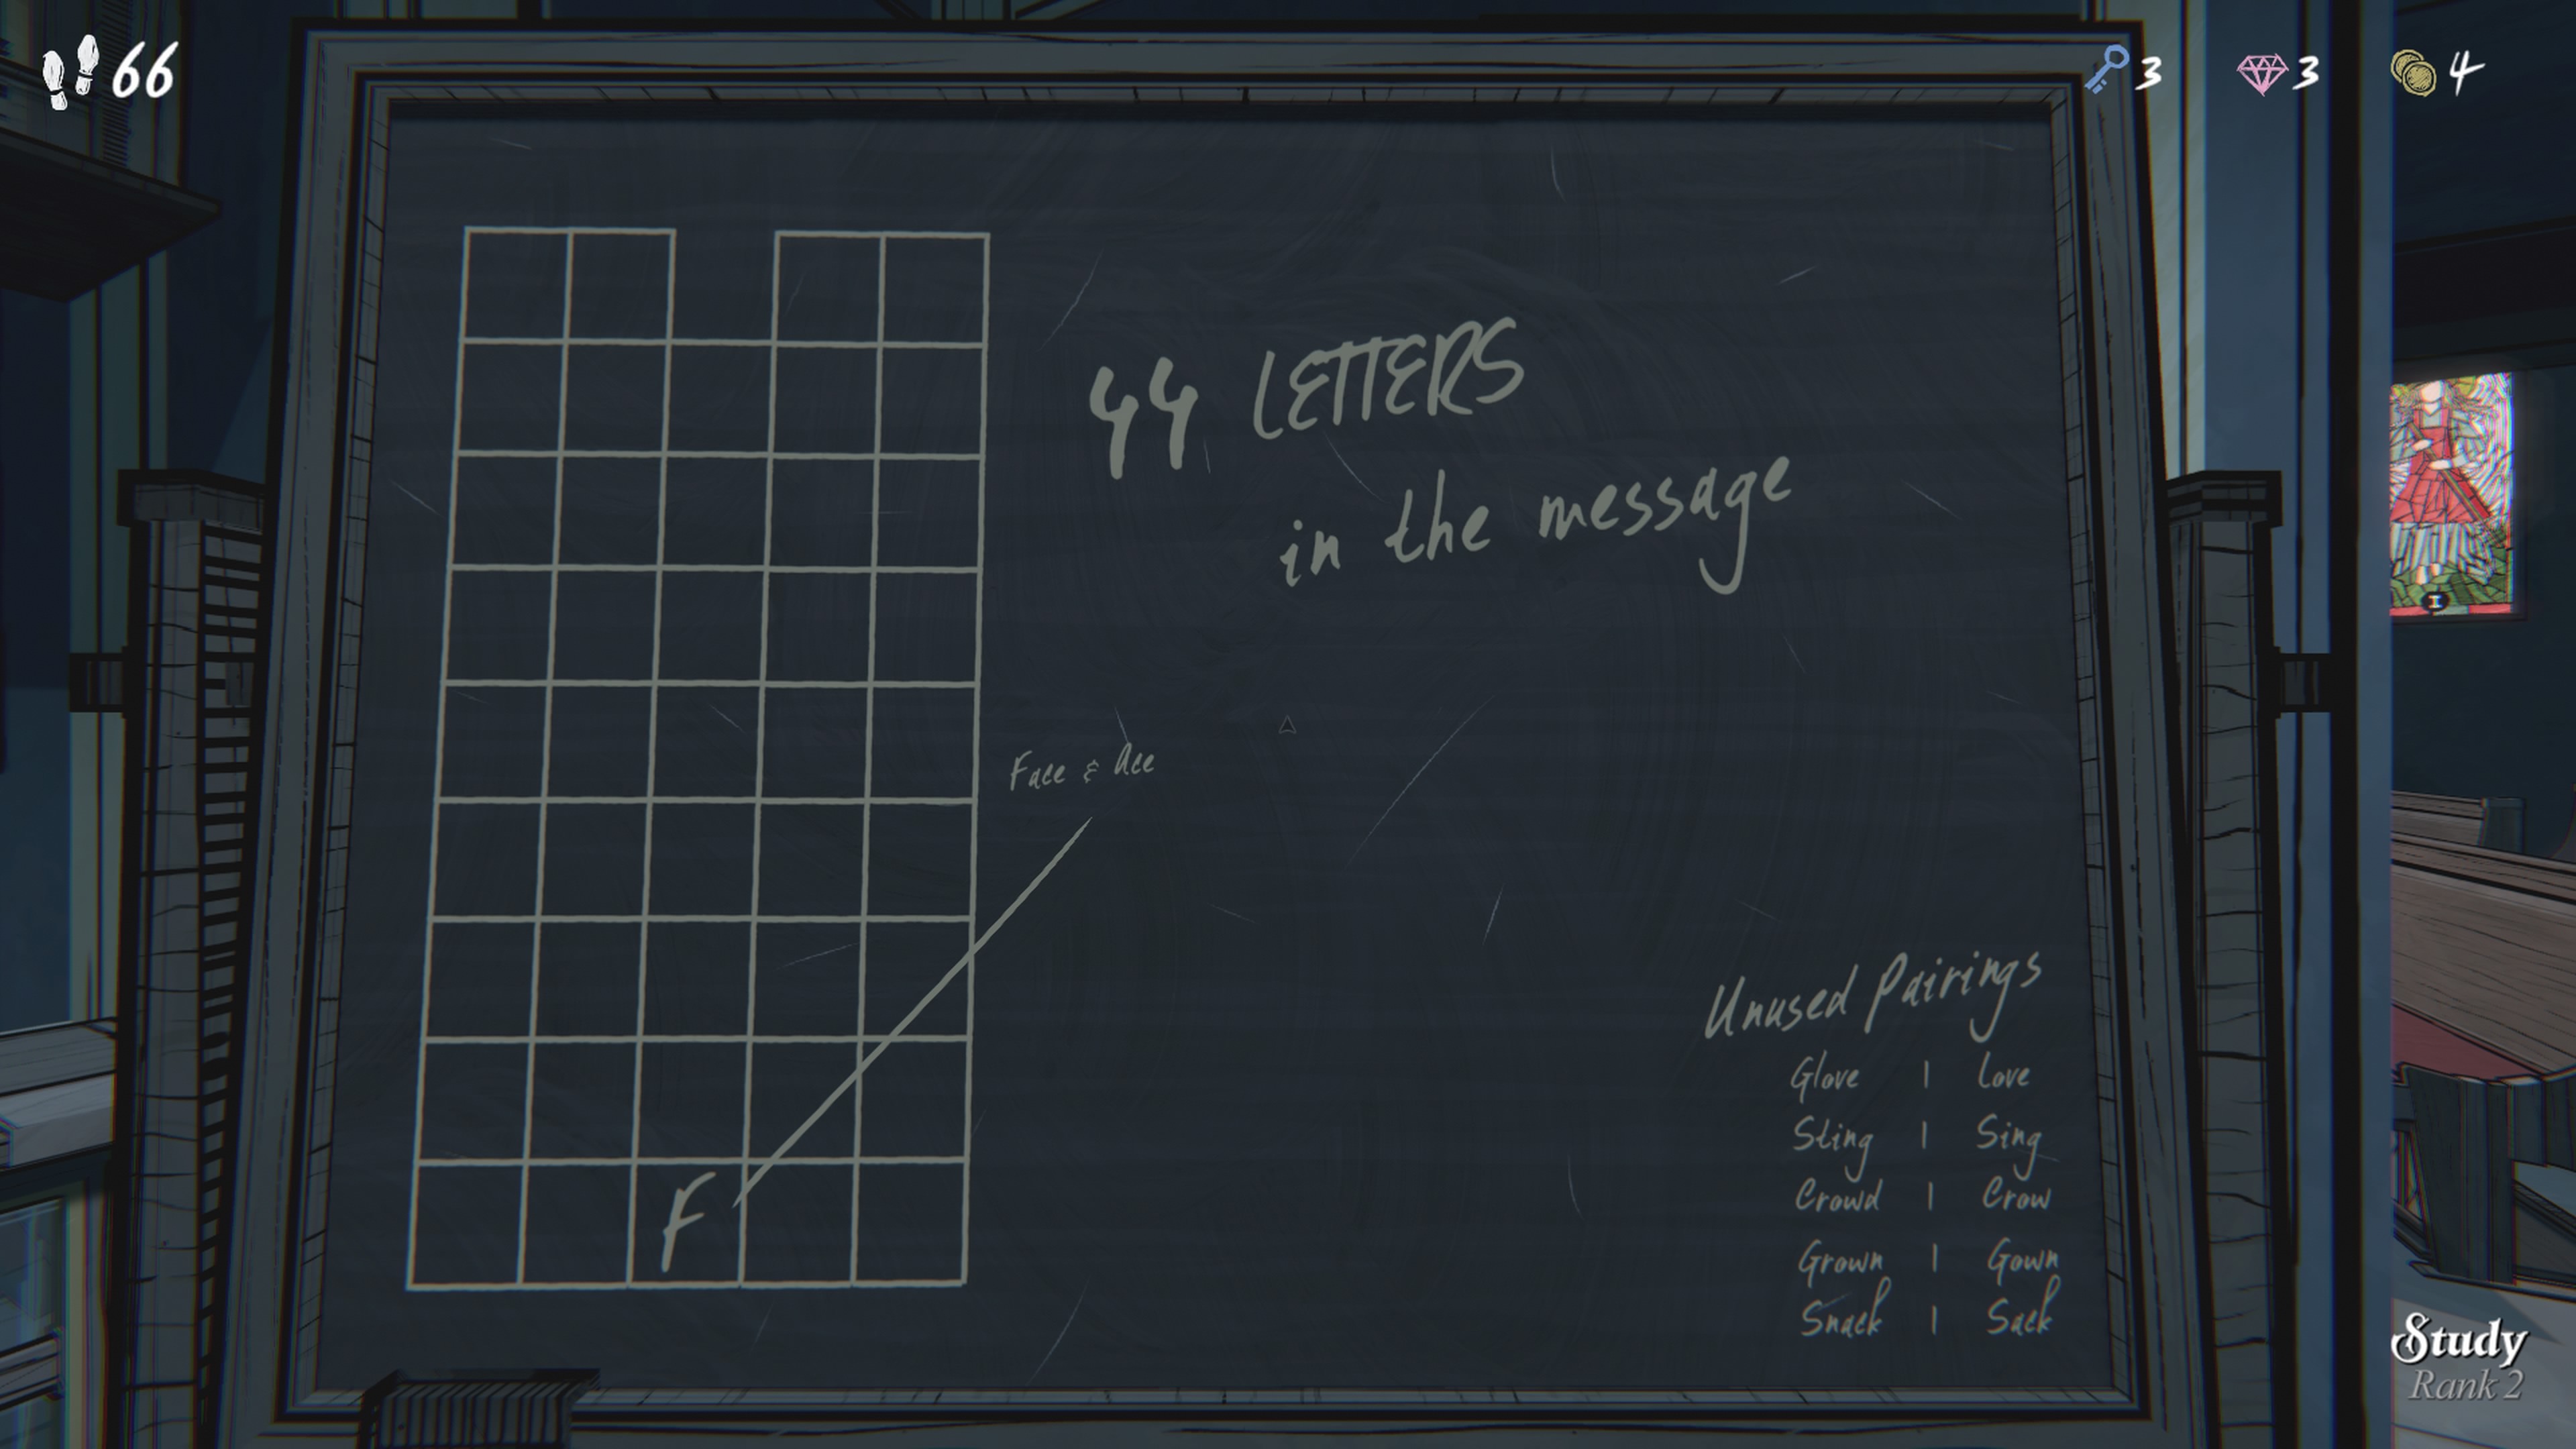 66
3
3
4
44 LETTERS
in the message
Face & Ace
F
Unused Pairings
Glove | Love
Sting | Sing
Crowd | Crow
Grown | Gown
Snack | Sack
I
Study
Rank 2